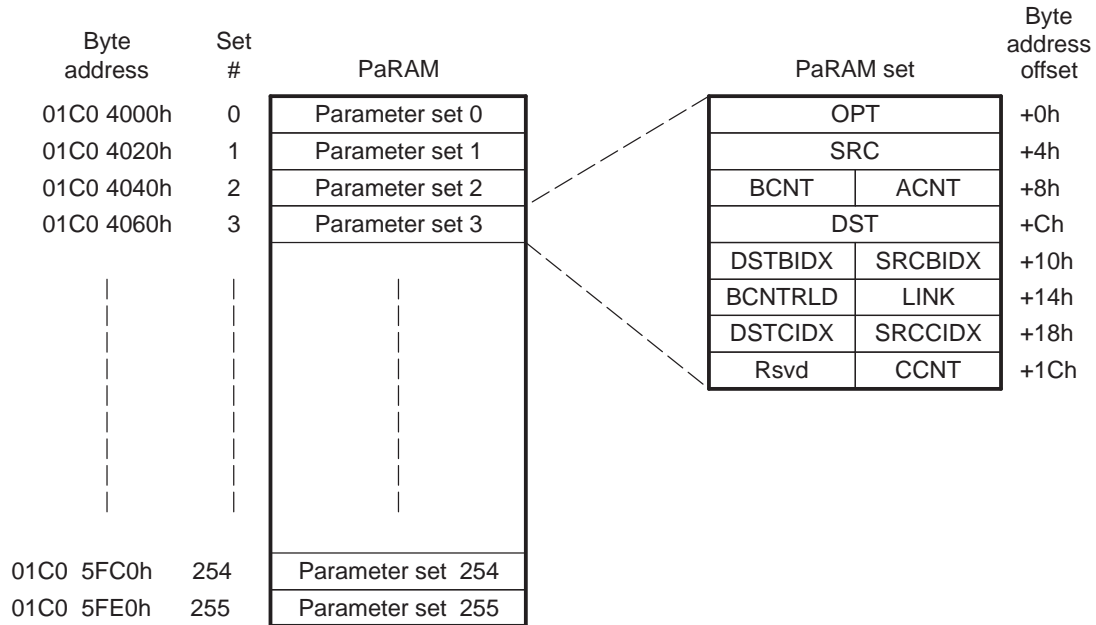 Byte address Set # PaRAM PaRAM set Byte address offset
01C0 4000h 0 Parameter set 0 OPT +0h
01C0 4020h 1 Parameter set 1 SRC +4h
01C0 4040h 2 Parameter set 2 BCNT ACNT +8h
01C0 4060h 3 Parameter set 3 DST +Ch
DSTBIDX SRCBIDX +10h
BCNTRLD LINK +14h
DSTCIDX SRCCIDX +18h
Rsvd CCNT +1Ch
01C0 5FC0h 254 Parameter set 254
01C0 5FE0h 255 Parameter set 255